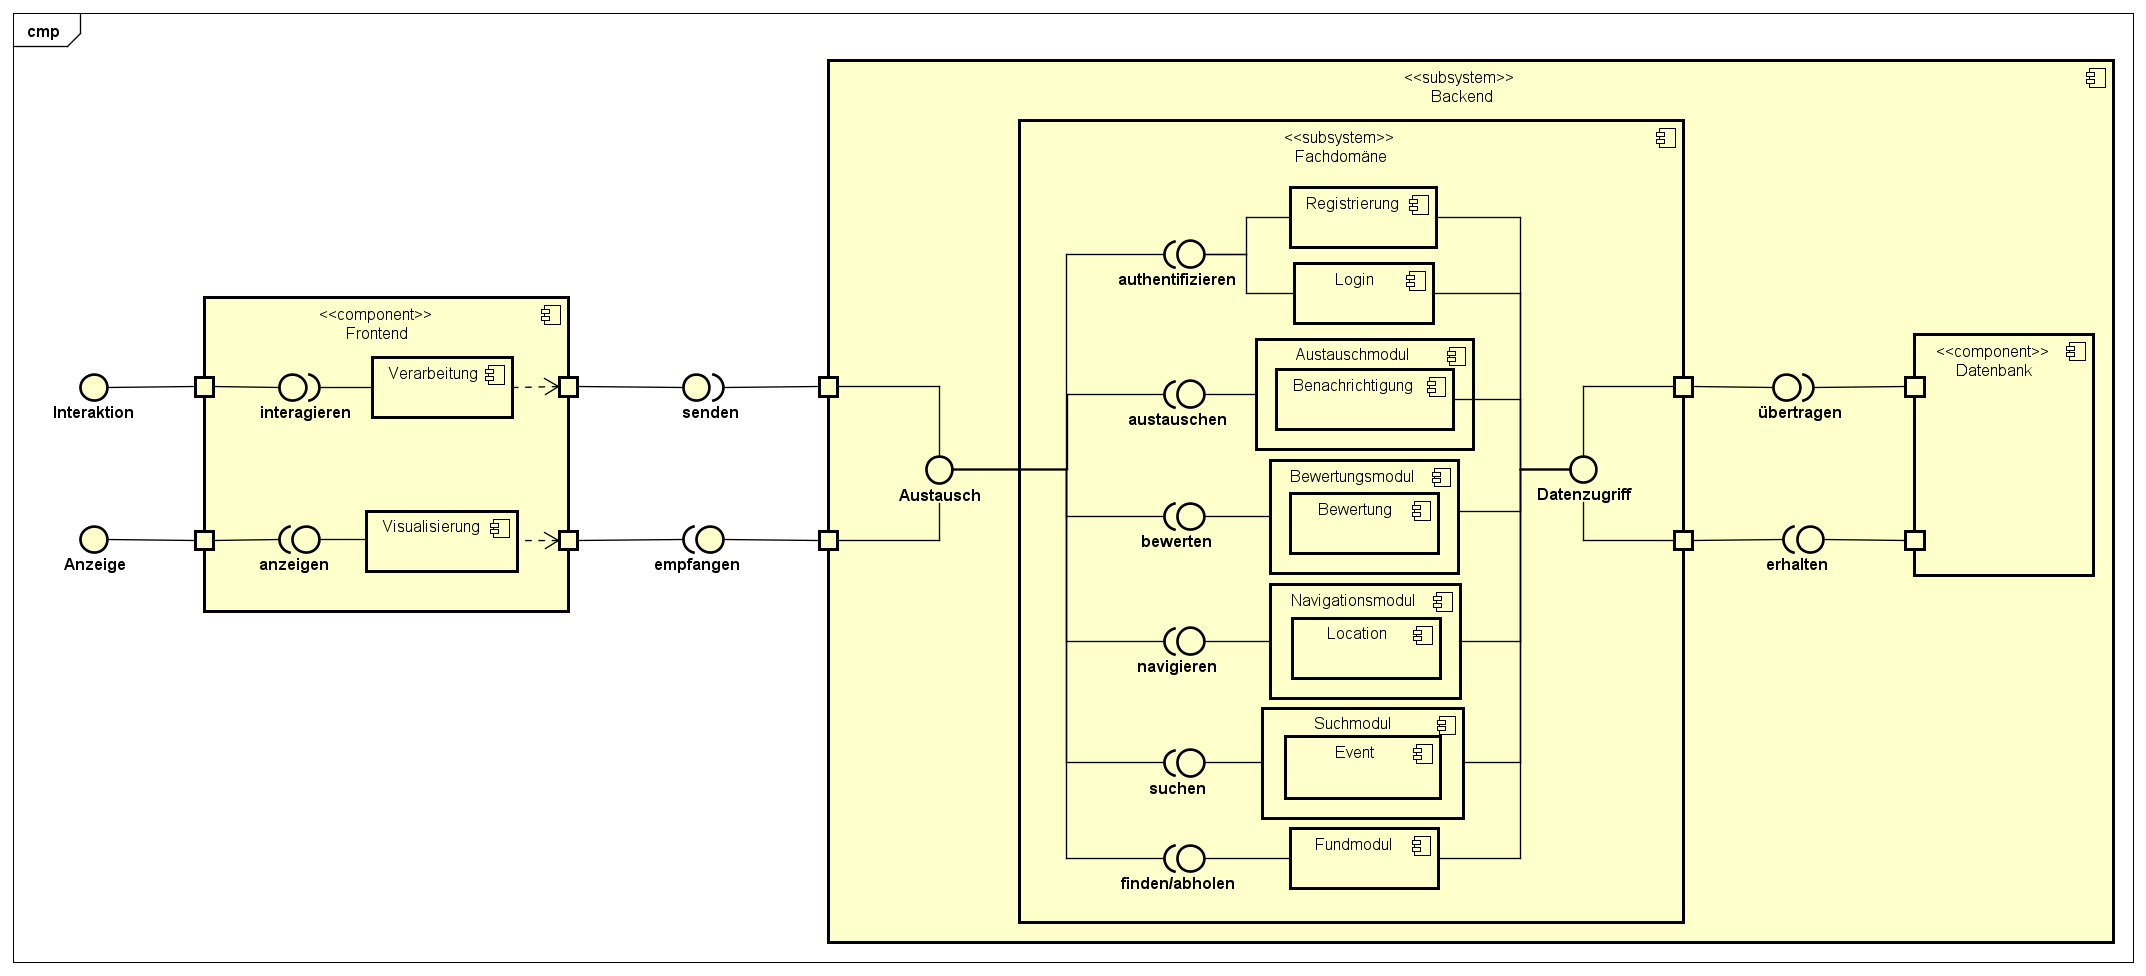 cmp
<<subsystem>>
Backend
<<subsystem>>
Fachdomäne
Registrierung
authentifizieren
Login
<<component>>
Frontend
Verarbeitung
Interaktion
interagieren
senden
Visualisierung
Anzeige
anzeigen
empfangen
Austausch
Austauschmodul
Benachrichtigung
austauschen
Bewertungsmodul
Bewertung
bewerten
Navigationsmodul
Location
navigieren
Suchmodul
Event
suchen
Fundmodul
finden/abholen
Datenzugriff
übertragen
erhalten
<<component>>
Datenbank